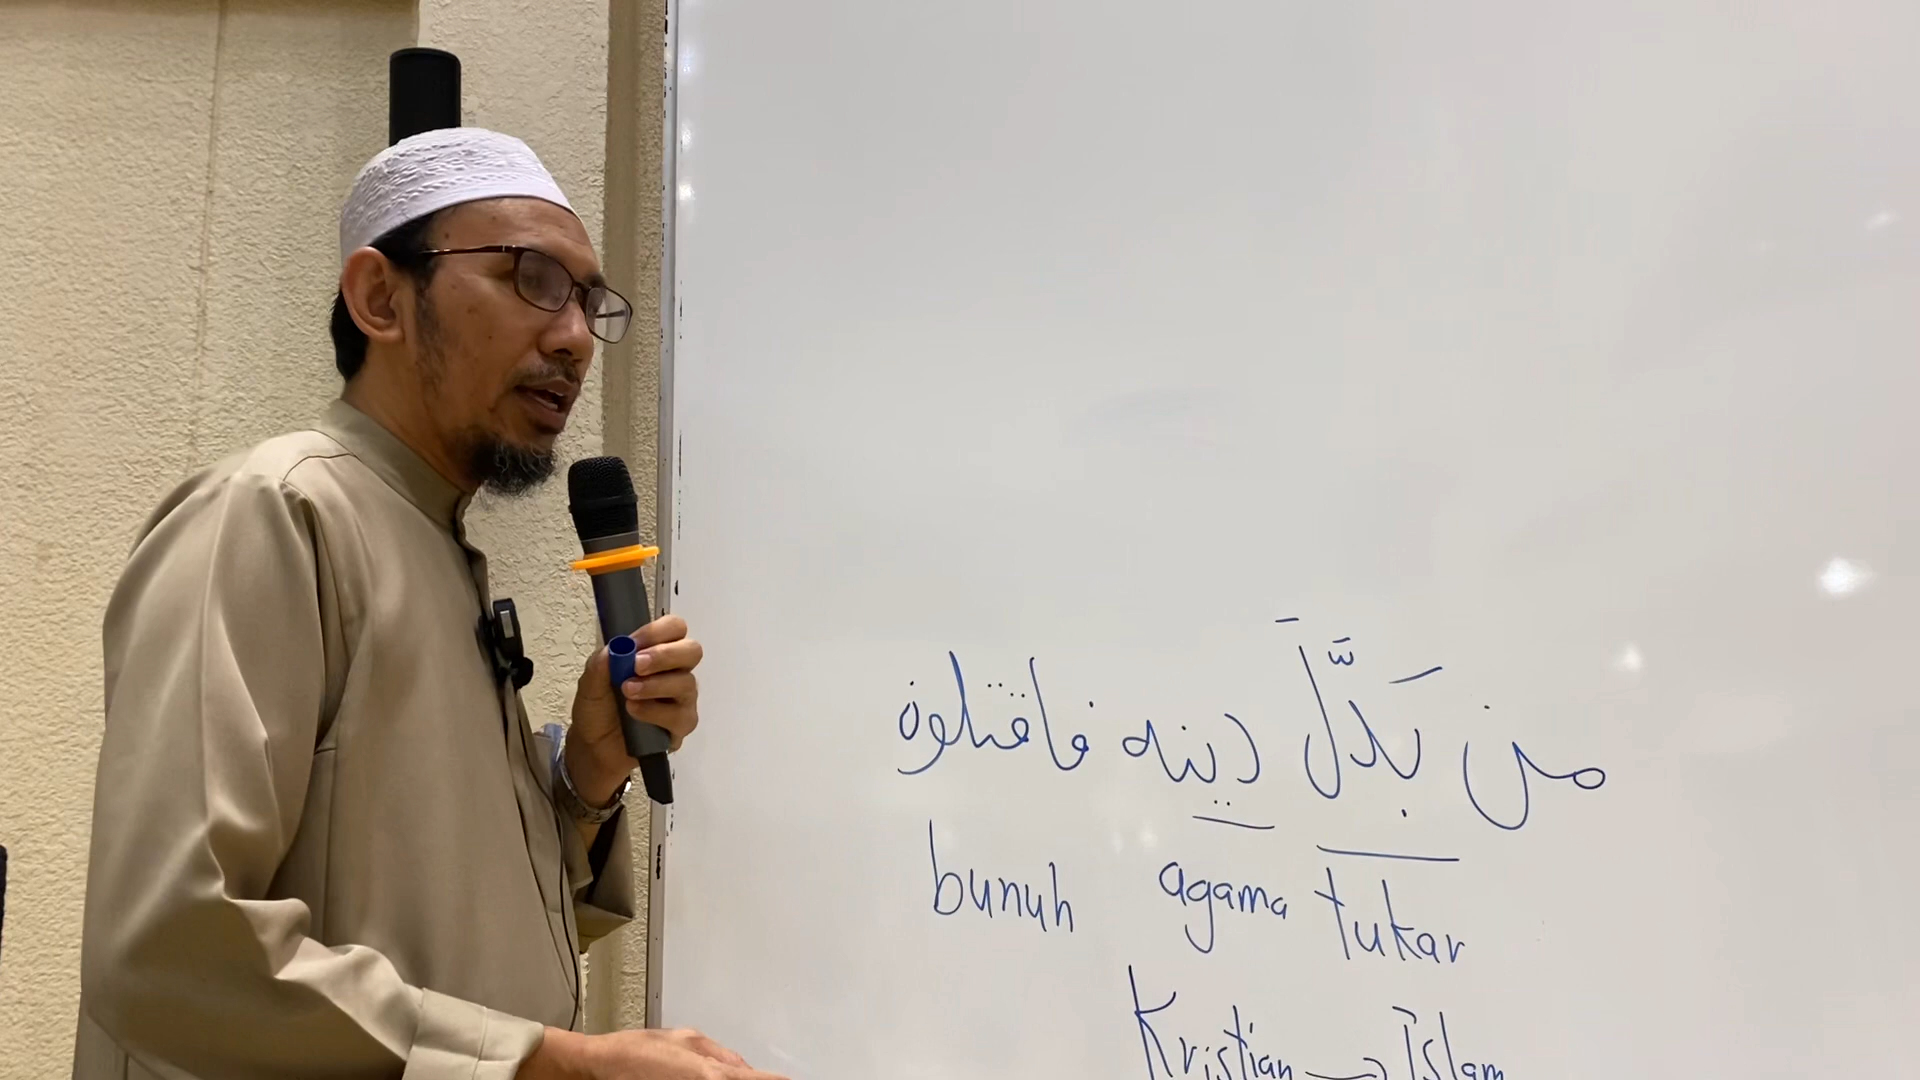 من بَدَّلَ دينه فاقتلوه
bunuh agama tukar
Kristian → Islam